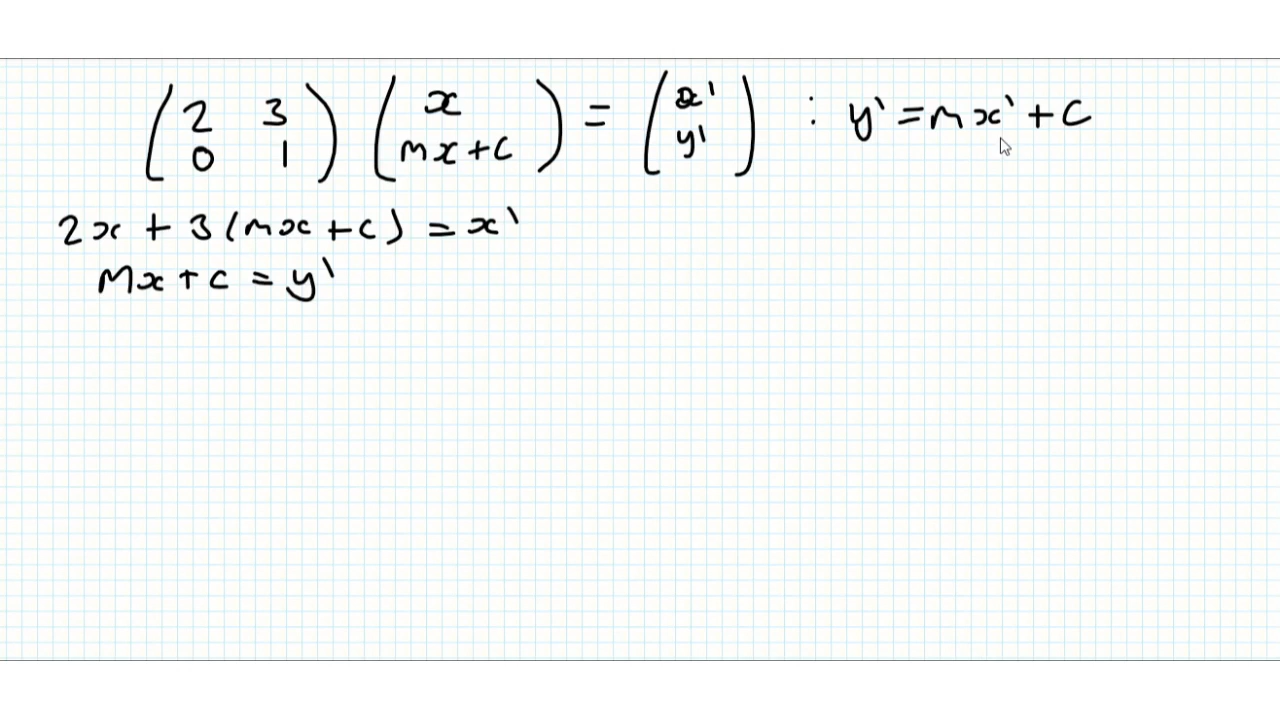 (2 3; 0 1) (x; mx+c) = (x'; y') : y' = mx' + c
2x + 3(mx + c) = x'
mx + c = y'